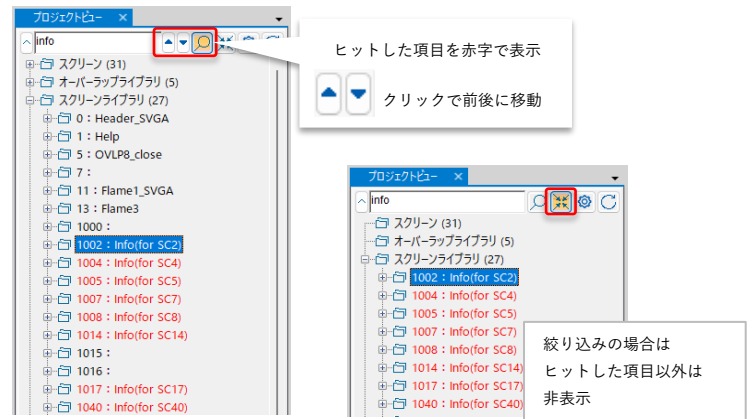 プロジェクトビュー
info
スクリーン (31)
オーバーラップライブラリ (5)
スクリーンライブラリ (27)
0：Header_SVGA
1：Help
5：OVLP8_close
7：
11：Flame1_SVGA
13：Flame3
1000：
1002：Info(for SC2)
1004：Info(for SC4)
1005：Info(for SC5)
1007：Info(for SC7)
1008：Info(for SC8)
1014：Info(for SC14)
1015：
1016：
1017：Info(for SC17)
1040：Info(for SC40)
ヒットした項目を赤字で表示
クリックで前後に移動
プロジェクトビュー
info
スクリーン (31)
オーバーラップライブラリ (5)
スクリーンライブラリ (27)
1002：Info(for SC2)
1004：Info(for SC4)
1005：Info(for SC5)
1007：Info(for SC7)
1008：Info(for SC8)
1014：Info(for SC14)
1017：Info(for SC17)
1040：Info(for SC40)
絞り込みの場合は
ヒットした項目以外は
非表示